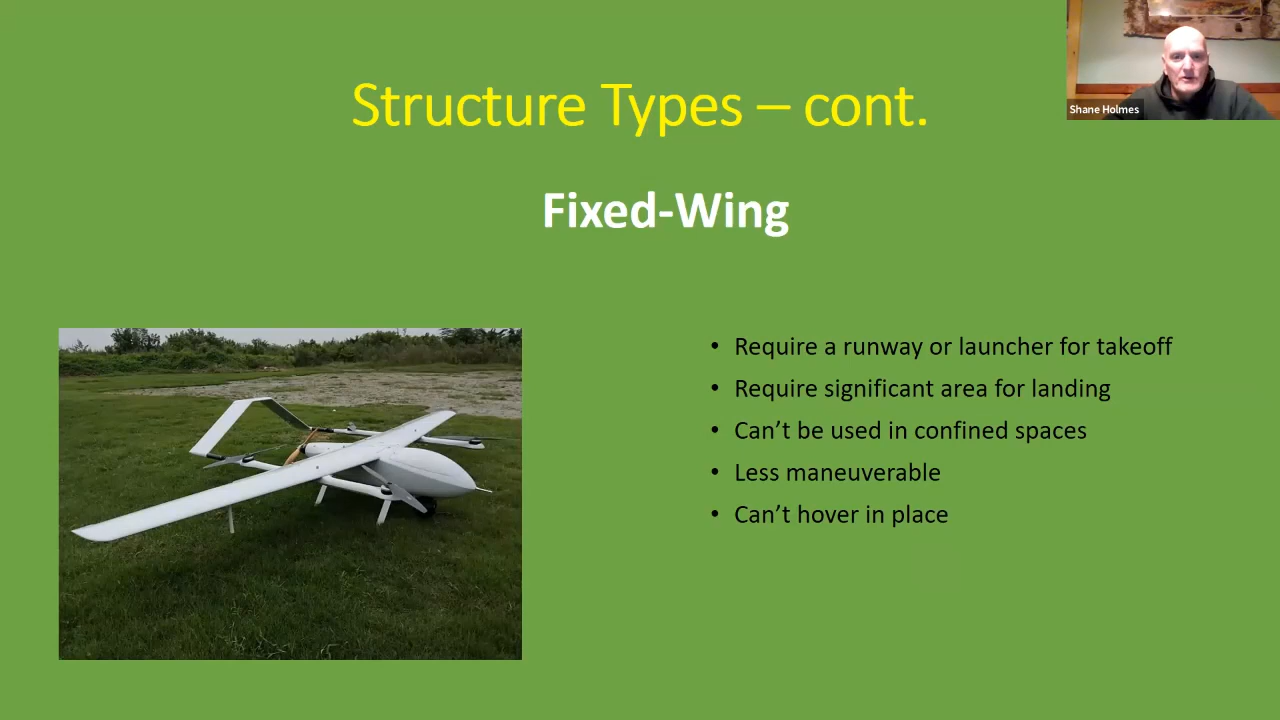 Structure Types – cont.
Shane Holmes
Fixed-Wing
• Require a runway or launcher for takeoff
• Require significant area for landing
• Can’t be used in confined spaces
• Less maneuverable
• Can’t hover in place